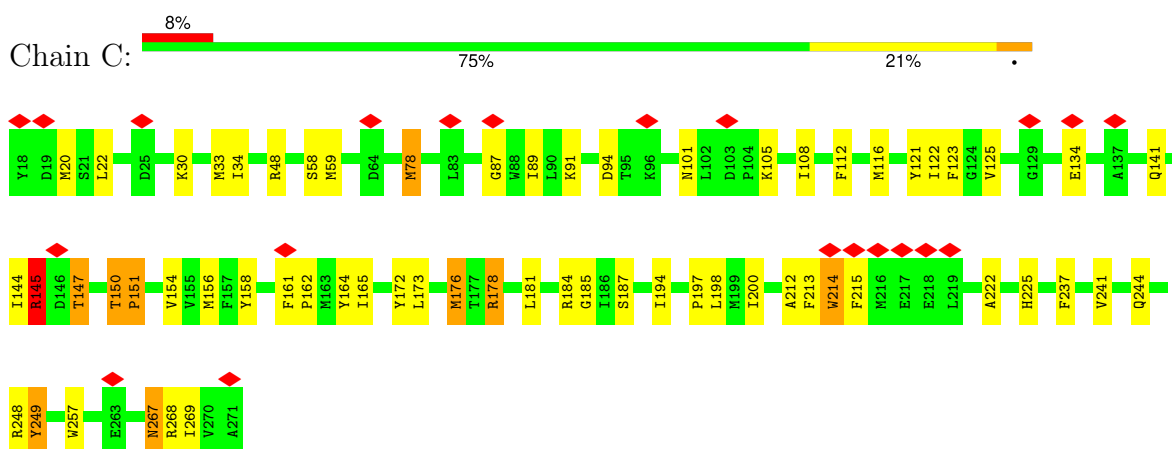 8%
Chain C:
75% 21% •
Y18 D19 M20 S21 L22 D25 K30 M33 I34 R48 S58 M59 D64 M78 L83 G87 W88 I89 L90 K91 D94 T95 K96 N101 L102 D103 P104 K105 I108 F112 M116 Y121 I122 F123 G124 V125 G129 E134 A137 Q141
I144 R145 D146 T147 T150 P151 V154 V155 M156 F157 Y158 F161 P162 M163 Y164 I165 Y172 L173 M176 T177 R178 L181 R184 G185 I186 S187 I194 P197 L198 M199 I200 A212 F213 W214 F215 M216 E217 E218 L219 A222 H225 F237 V241 Q244
R248 Y249 W257 E263 N267 R268 I269 V270 A271